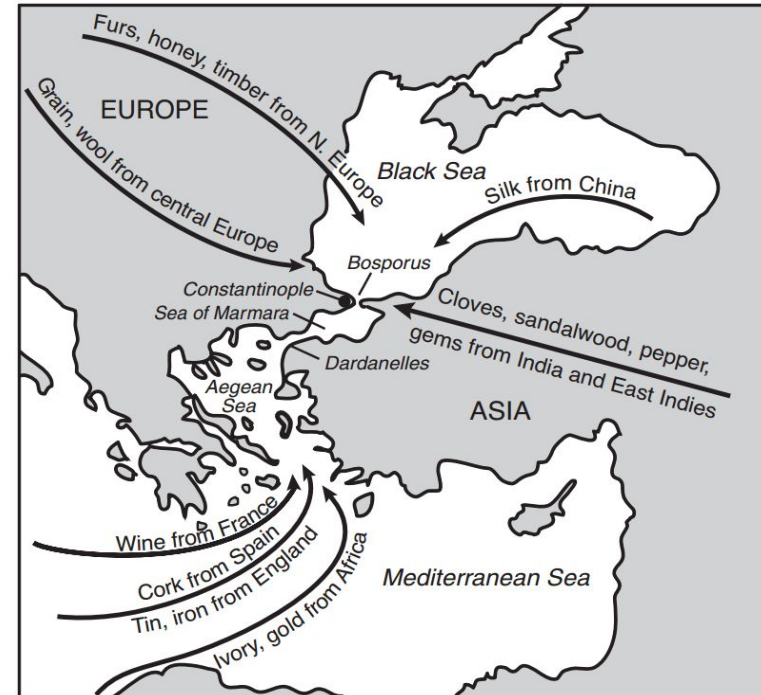 Furs, honey, timber from N. Europe
Grain, wool from central Europe
EUROPE
Black Sea
Silk from China
Bosporus
Constantinople
Sea of Marmara
Cloves, sandalwood, pepper,
gems from India and East Indies
Dardanelles
Aegean
Sea
ASIA
Wine from France
Cork from Spain
Tin, iron from England
Ivory, gold from Africa
Mediterranean Sea